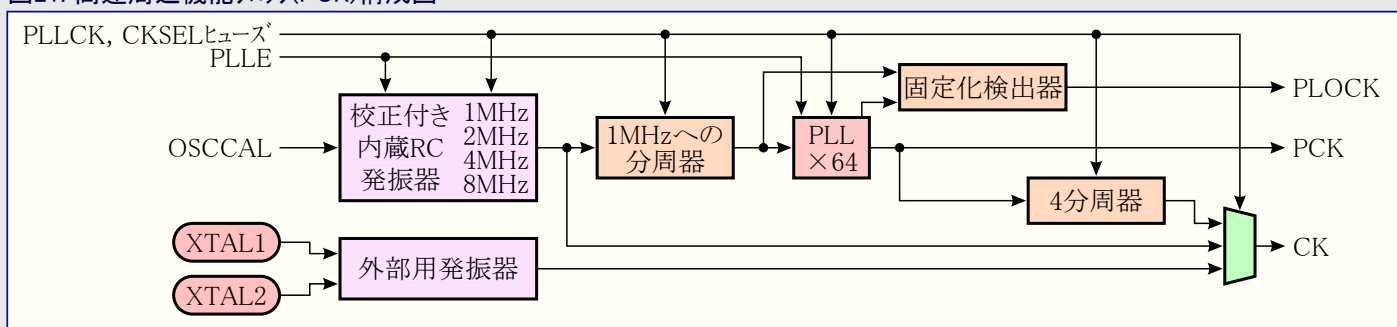 PLLCK, CKSELヒューズ
PLLE
OSCCAL
校正付き
内蔵RC
発振器
1MHz
2MHz
4MHz
8MHz
1MHzへの
分周器
PLL
×64
固定化検出器
PLOCK
PCK
4分周器
XTAL1
XTAL2
外部用発振器
CK